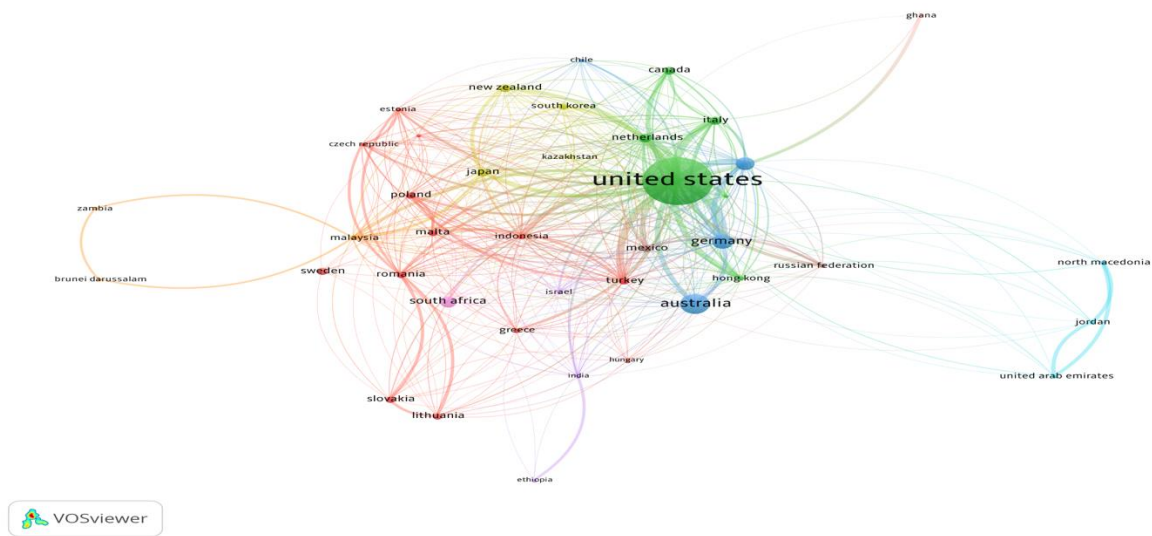 ghana
chile
canada
new zealand
south korea
estonia
italy
netherlands
czech republic
kazakhstan
japan
united states
poland
zambia
malta
malaysia
indonesia
germany
mexico
north macedonia
russian federation
sweden
romania
brunei darussalam
turkey
hong kong
israel
south africa
australia
jordan
greece
hungary
india
united arab emirates
slovakia
lithuania
ethiopia
VOSviewer